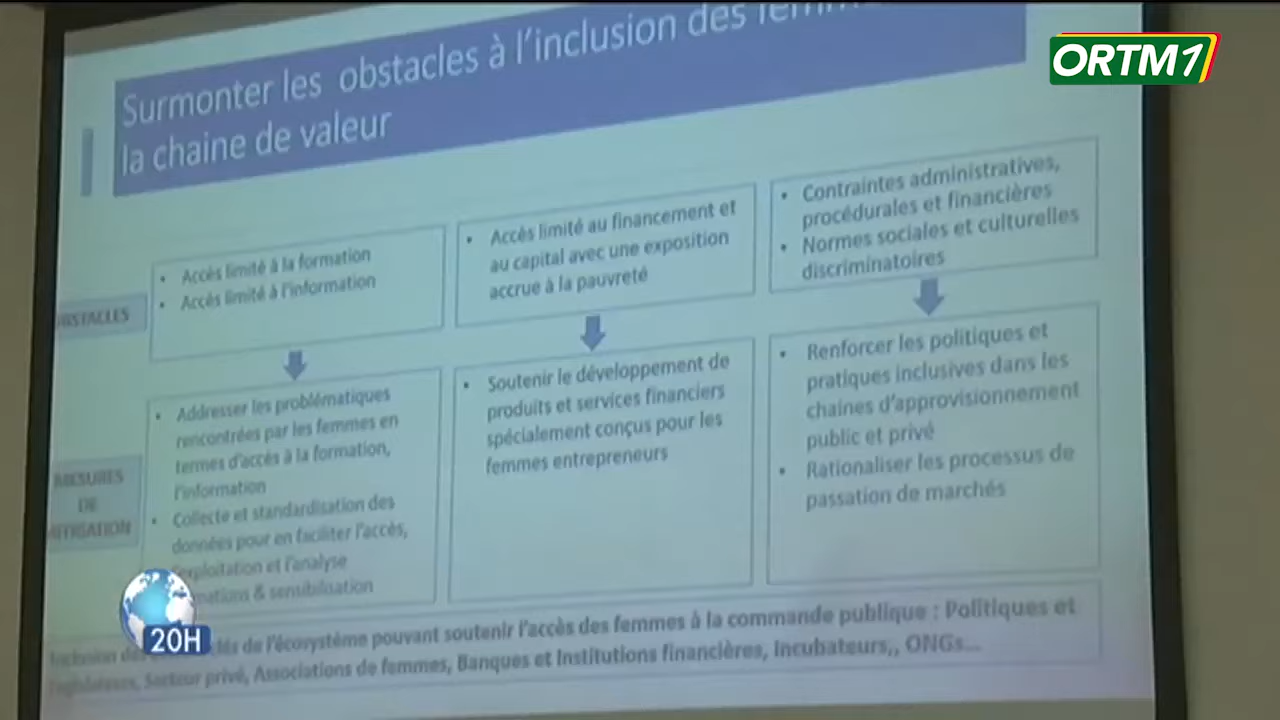 Surmonter les obstacles à l'inclusion des
la chaine de valeur
ORTM1
• Accès limité à la formation
• Accès limité à l'information
• Accès limité au financement et
au capital avec une exposition
accrue à la pauvreté
• Contraintes administratives,
procédurales et financières
• Normes sociales et culturelles
discriminatoires
• Addresser les problématiques
rencontrées par les femmes en
termes d'accès à la formation,
l'information
• Collecte et standardisation des
données pour en faciliter l'accès,
et l'analyse
& sensibilisation
• Soutenir le développement de
produits et services financiers
spécialement conçus pour les
femmes entrepreneurs
• Renforcer les politiques et
pratiques inclusives dans les
chaines d'approvisionnement
public et privé
• Rationaliser les processus de
passation de marchés
MESURES
DE
de l'écosystème pouvant soutenir l'accès des femmes à la commande publique : Politiques et
Secteur privé, Associations de femmes, Banques et Institutions financières, Incubateurs,, ONGs...
20H